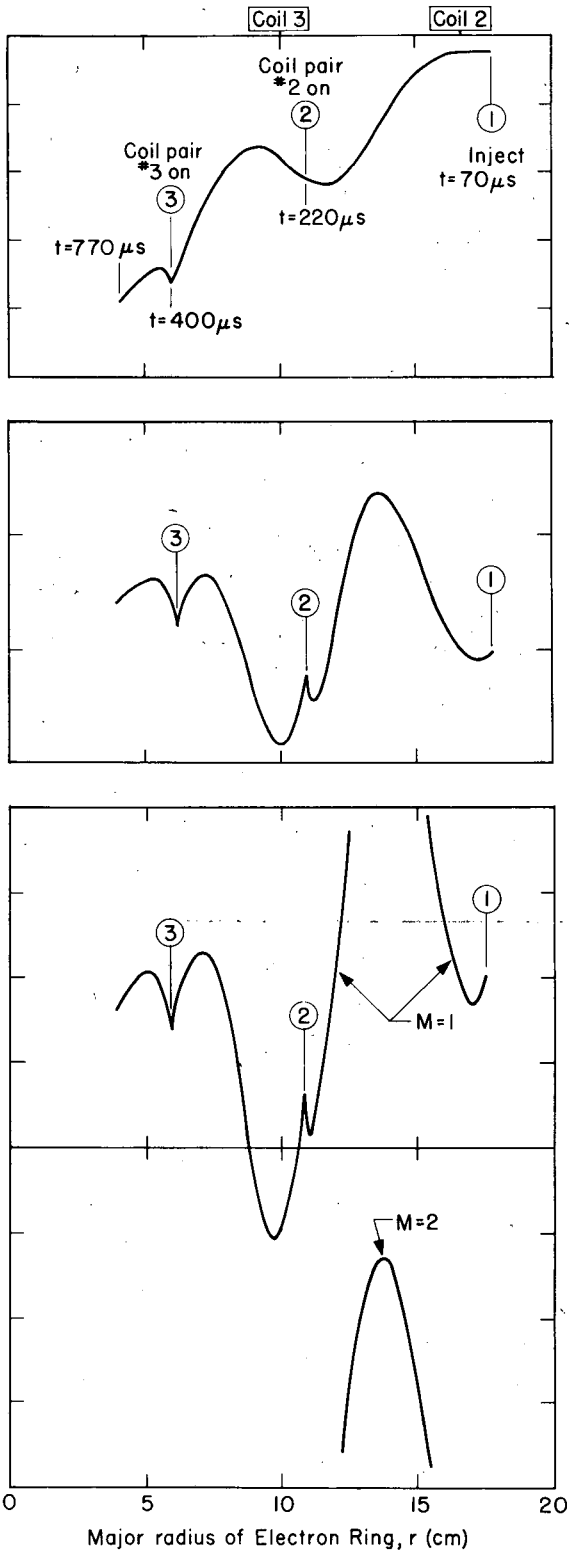 Coil 3 Coil 2
Coil pair
#2 on
2
1
Coil pair
#3 on
Inject
t=70μs
3
t=220μs
t=770μs
t=400μs
3
2
1
3
1
2
M=1
M=2
0 5 10 15 20
Major radius of Electron Ring, r (cm)